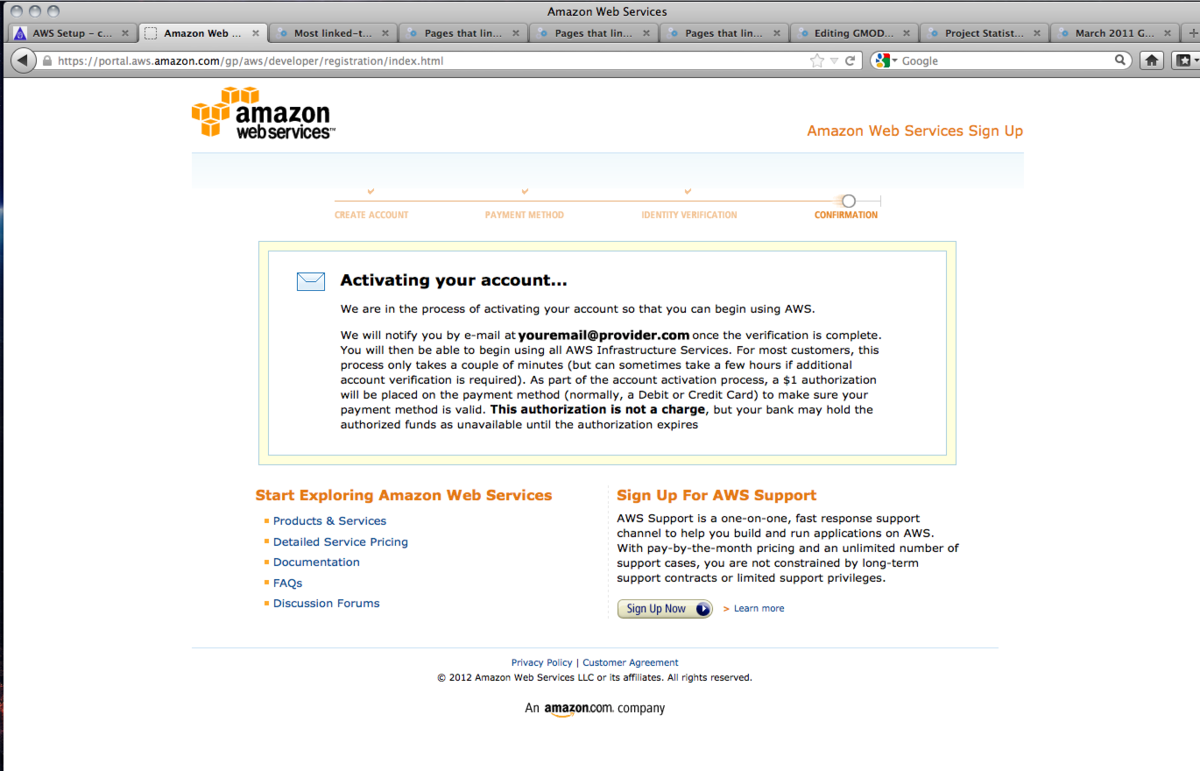 Amazon Web Services
AWS Setup – c...
Amazon Web ...
Most linked-t...
Pages that lin...
Pages that lin...
Pages that lin...
Editing GMOD...
Project Statist...
March 2011 G...
https://portal.aws.amazon.com/gp/aws/developer/registration/index.html
Google
amazon
webservices™
Amazon Web Services Sign Up
CREATE ACCOUNT
PAYMENT METHOD
IDENTITY VERIFICATION
CONFIRMATION
Activating your account...
We are in the process of activating your account so that you can begin using AWS.
We will notify you by e-mail at youremail@provider.com once the verification is complete.
You will then be able to begin using all AWS Infrastructure Services. For most customers, this
process only takes a couple of minutes (but can sometimes take a few hours if additional
account verification is required). As part of the account activation process, a $1 authorization
will be placed on the payment method (normally, a Debit or Credit Card) to make sure your
payment method is valid. This authorization is not a charge, but your bank may hold the
authorized funds as unavailable until the authorization expires
Start Exploring Amazon Web Services
Products & Services
Detailed Service Pricing
Documentation
FAQs
Discussion Forums
Sign Up For AWS Support
AWS Support is a one-on-one, fast response support
channel to help you build and run applications on AWS.
With pay-by-the-month pricing and an unlimited number of
support cases, you are not constrained by long-term
support contracts or limited support privileges.
Sign Up Now
> Learn more
Privacy Policy | Customer Agreement
© 2012 Amazon Web Services LLC or its affiliates. All rights reserved.
An amazon.com. company